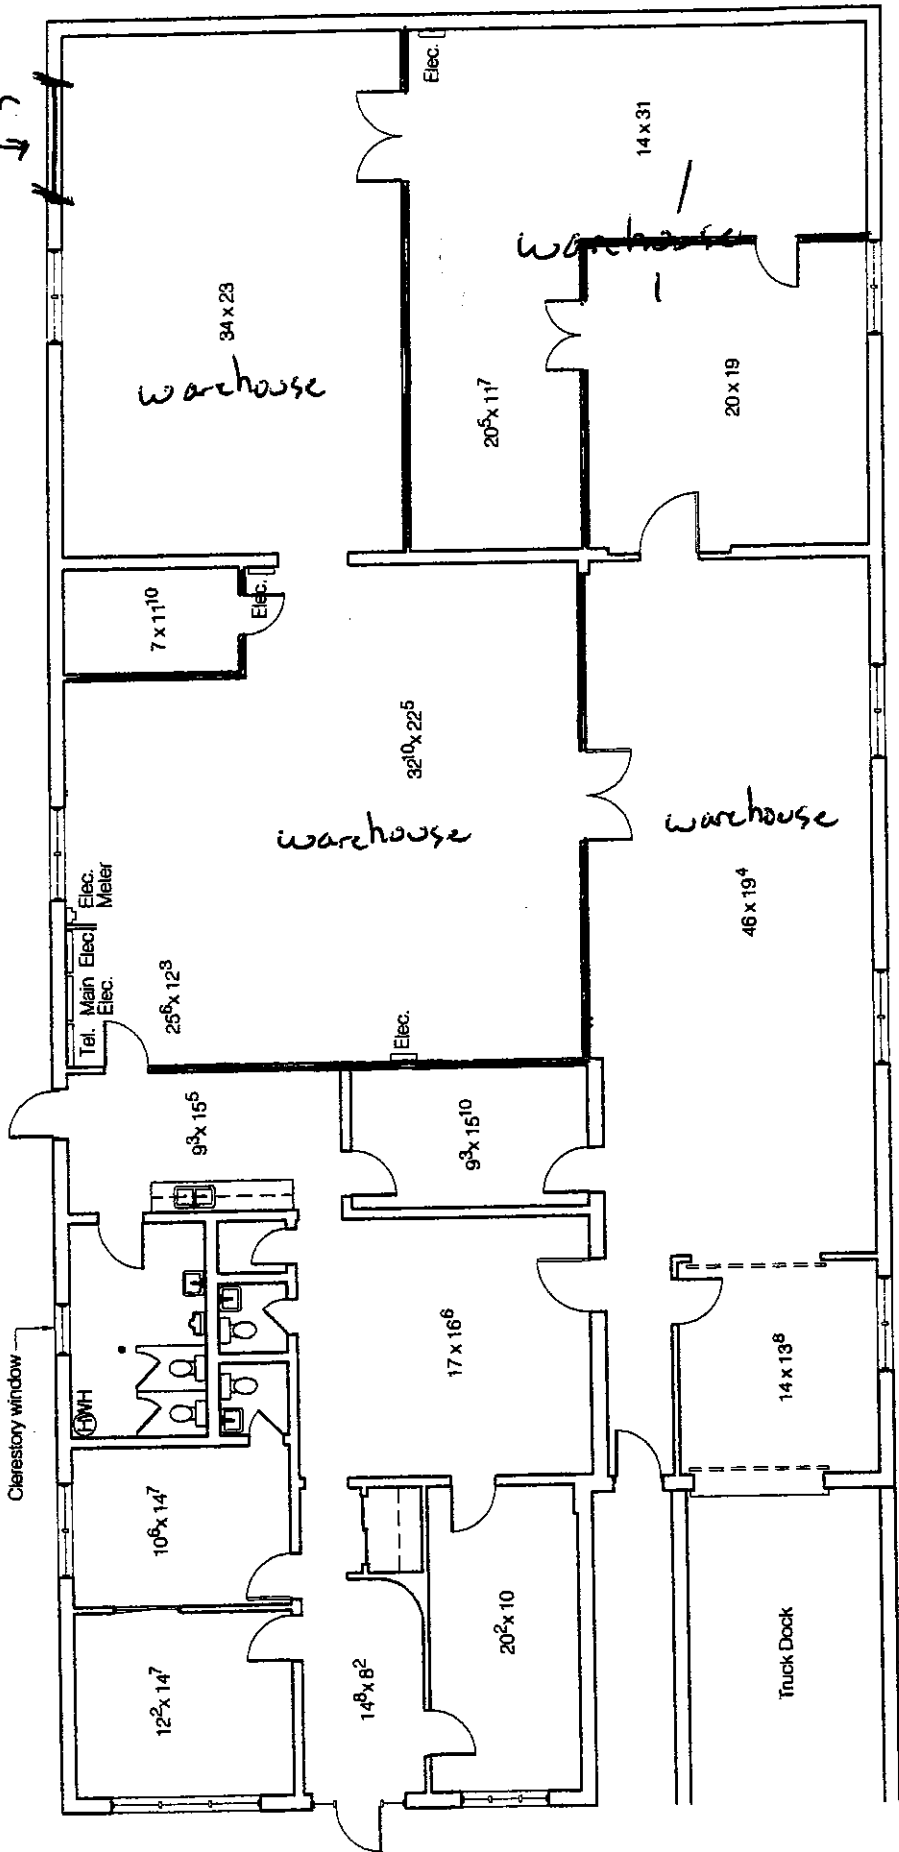 Clerestory window
HWH
Tel.
Main Elec.
Elec.
Elec. Meter
Elec.
Elec.
Elec.
7 x 11¹⁰
34 x 23
warehouse
14 x 31
warehouse
20⁵ x 11⁷
20 x 19
32¹⁰ x 22⁵
warehouse
25⁶ x 12³
warehouse
46 x 19⁴
9³ x 15⁵
9³ x 15¹⁰
17 x 16⁶
14 x 13⁸
10⁶ x 14⁷
12² x 14⁷
14⁸ x 8²
20² x 10
Truck Dock